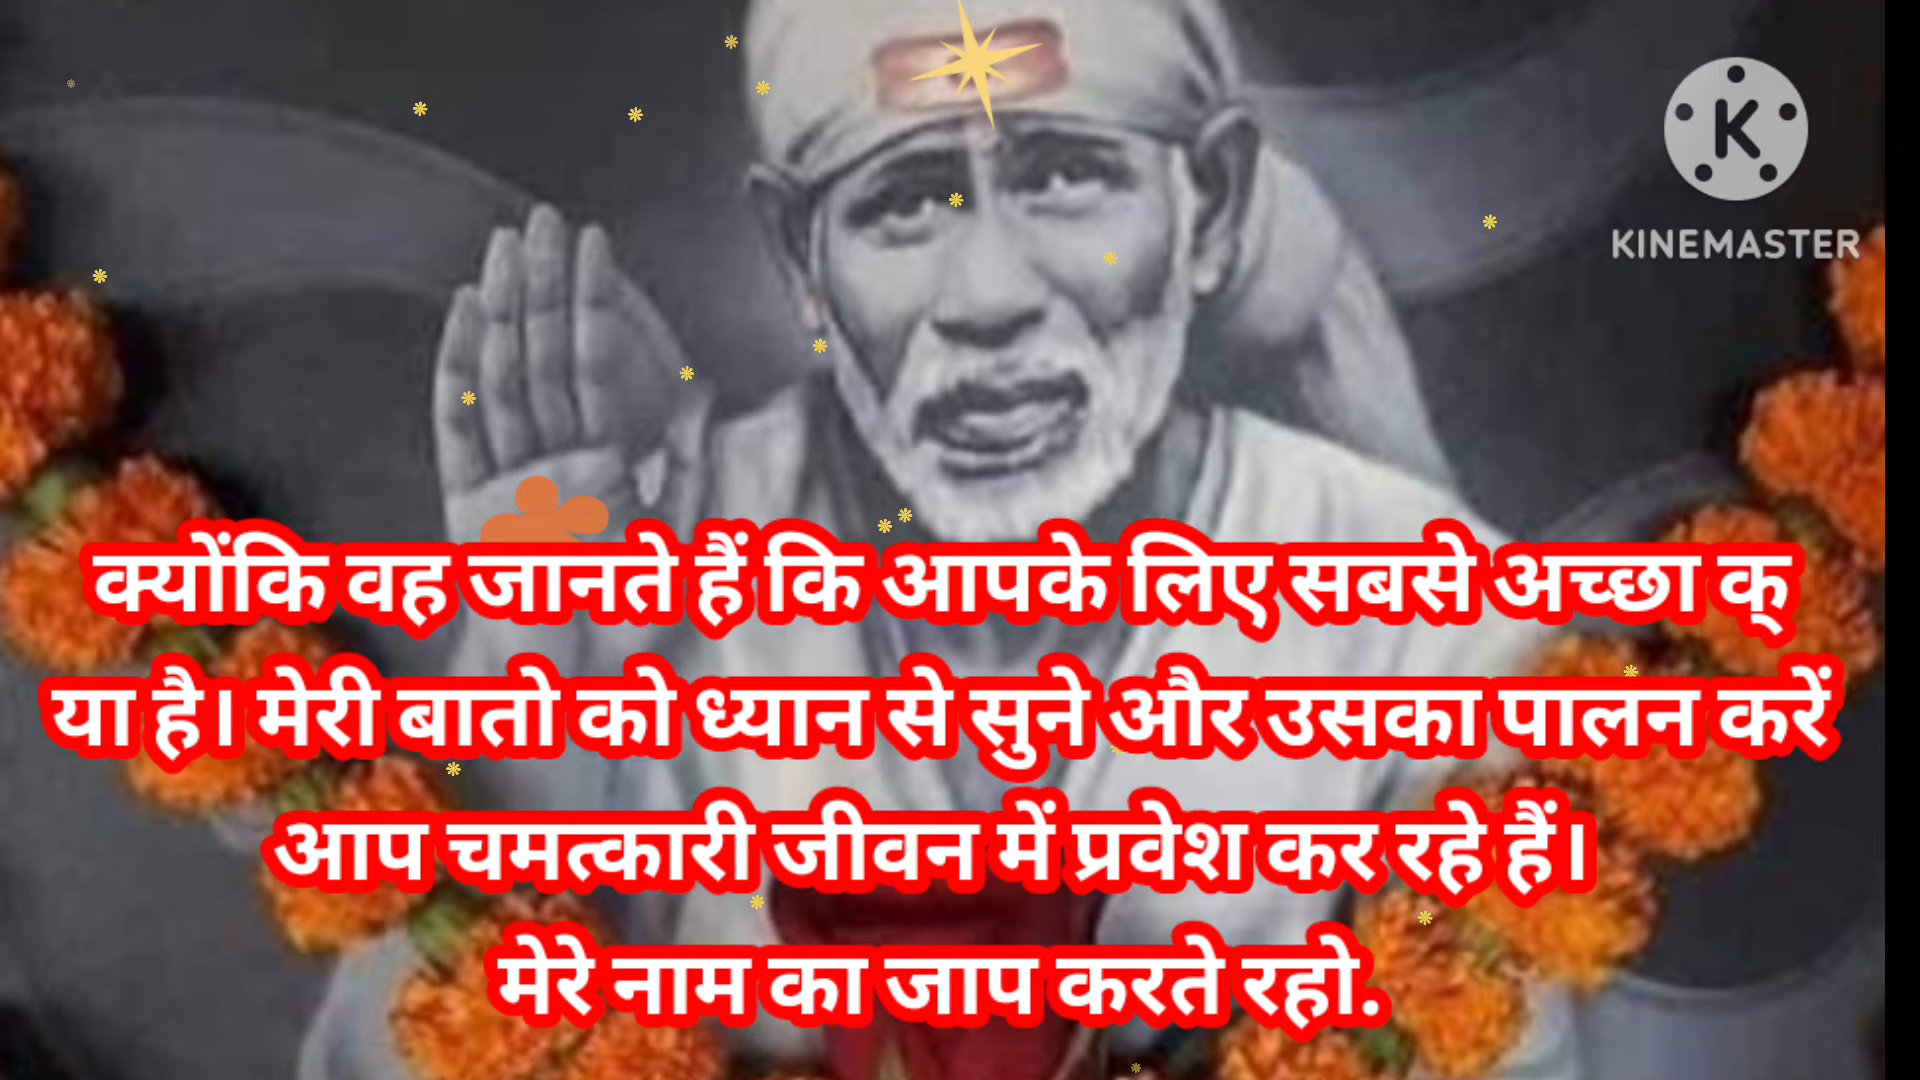 KINEMASTER
क्योंकि वह जानते हैं कि आपके लिए सबसे अच्छा क्
या है। मेरी बातो को ध्यान से सुने और उसका पालन करें
आप चमत्कारी जीवन में प्रवेश कर रहे हैं।
मेरे नाम का जाप करते रहो.